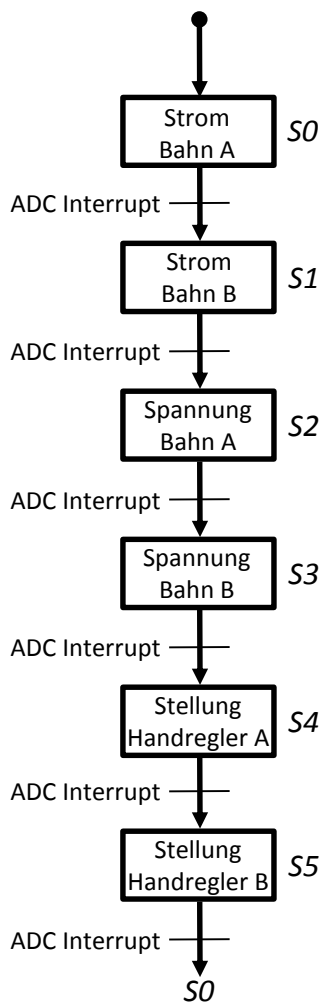 Strom
Bahn A
S0
ADC Interrupt
Strom
Bahn B
S1
ADC Interrupt
Spannung
Bahn A
S2
ADC Interrupt
Spannung
Bahn B
S3
ADC Interrupt
Stellung
Handregler A
S4
ADC Interrupt
Stellung
Handregler B
S5
ADC Interrupt
S0